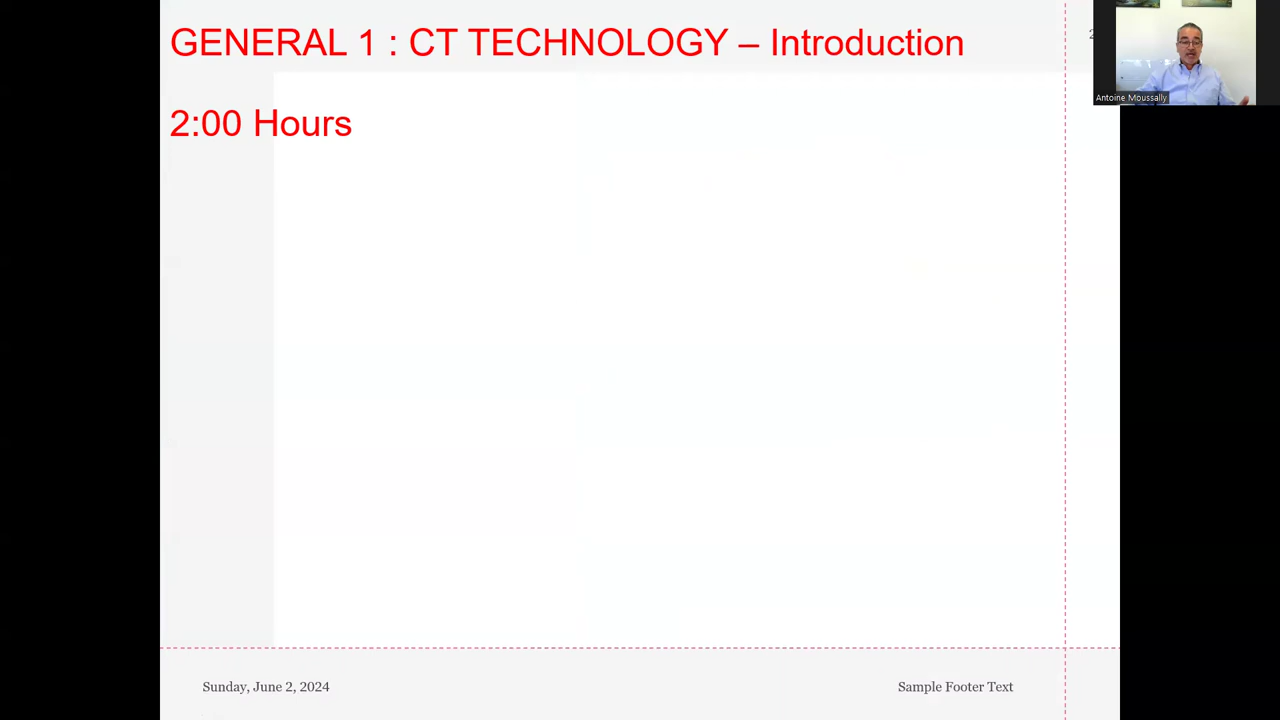 GENERAL 1 : CT TECHNOLOGY – Introduction
2:00 Hours
Antoine Moussally
Sunday, June 2, 2024
Sample Footer Text